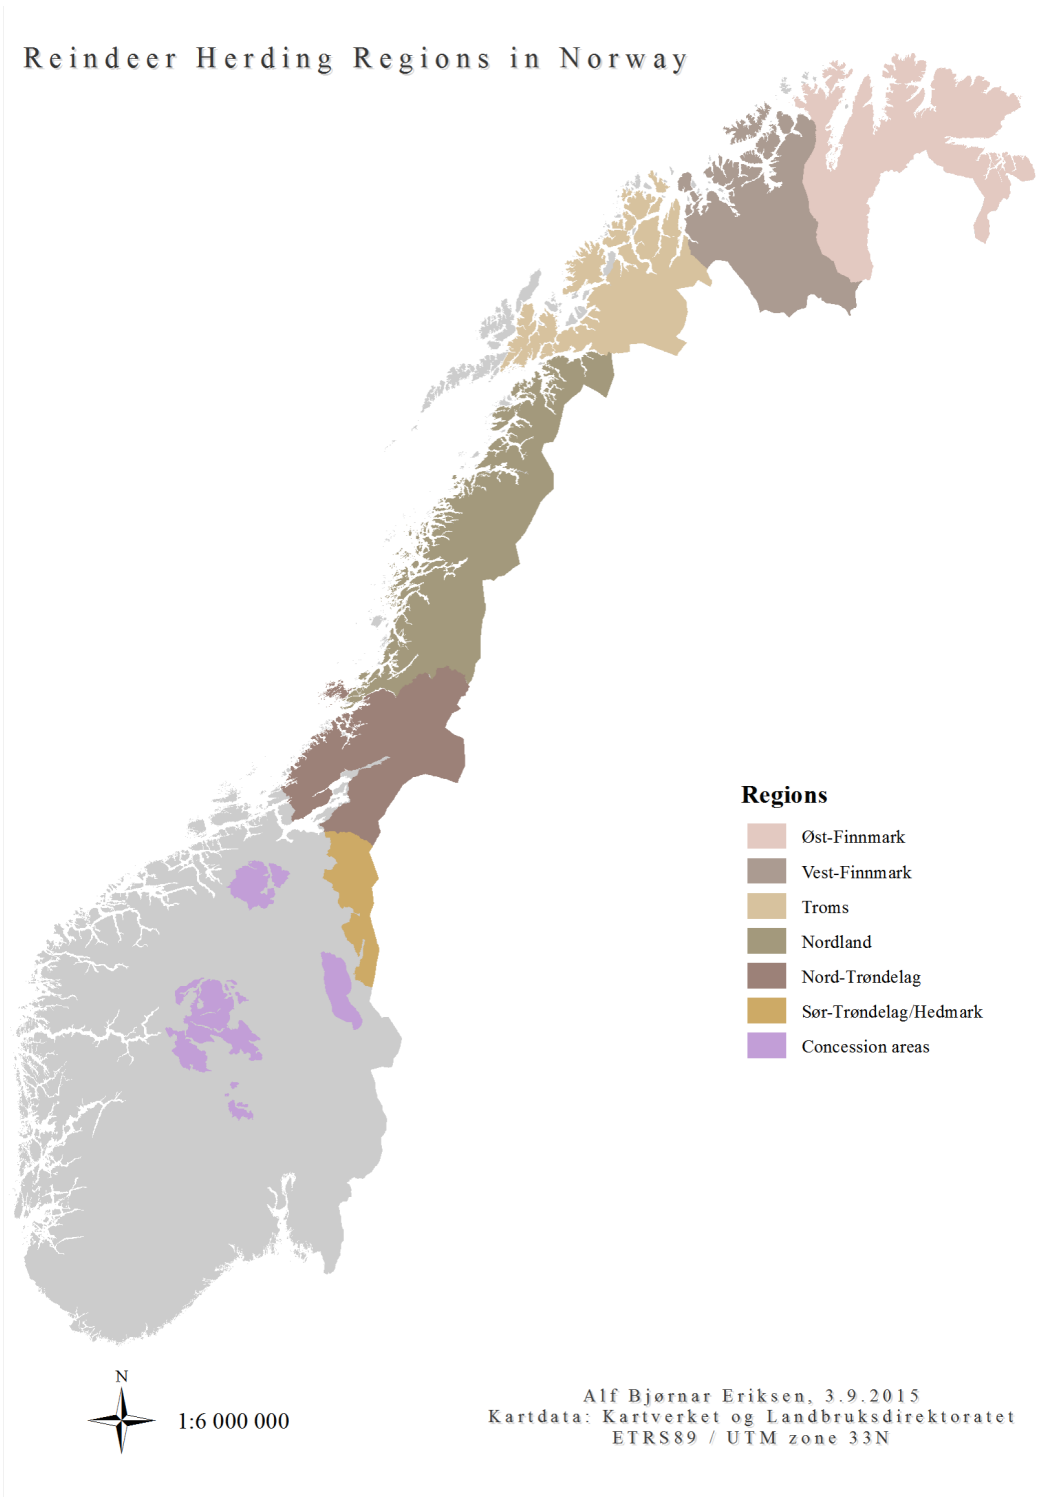 Reindeer Herding Regions in Norway
Regions
Øst-Finnmark
Vest-Finnmark
Troms
Nordland
Nord-Trøndelag
Sør-Trøndelag/Hedmark
Concession areas
N
1:6 000 000
Alf Bjørnar Eriksen, 3.9.2015
Kartdata: Kartverket og Landbruksdirektoratet
ETRS89 / UTM zone 33N